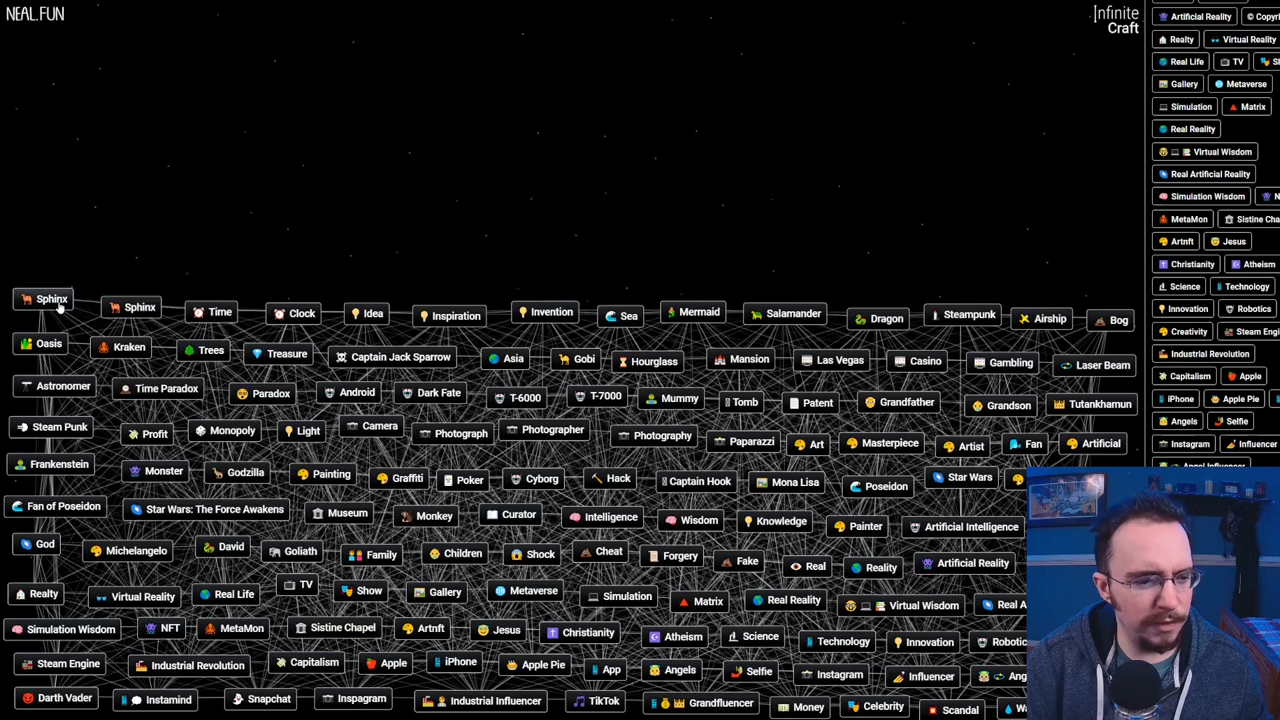 NEAL.FUN
Infinite
Craft
Sphinx Sphinx Time Clock Idea Inspiration Invention Sea Mermaid Salamander Dragon Steampunk Airship Bog
Oasis Kraken Trees Treasure Captain Jack Sparrow Asia Gobi Hourglass Mansion Las Vegas Casino Gambling Laser Beam
Astronomer Time Paradox Paradox Android Dark Fate T-6000 T-7000 Mummy Tomb Patent Grandfather Grandson Tutankhamun
Steam Punk Profit Monopoly Light Camera Photograph Photographer Photography Paparazzi Art Masterpiece Artist Fan Artificial
Frankenstein Monster Godzilla Painting Graffiti Poker Cyborg Hack Captain Hook Mona Lisa Poseidon Star Wars
Fan of Poseidon Star Wars: The Force Awakens Museum Monkey Curator Intelligence Wisdom Knowledge Painter Artificial Intelligence
God Michelangelo David Goliath Family Children Shock Cheat Forgery Fake Real Reality Artificial Reality
Realty Virtual Reality Real Life TV Show Gallery Metaverse Simulation Matrix Real Reality Virtual Wisdom Real A
Simulation Wisdom NFT MetaMon Sistine Chapel Artnft Jesus Christianity Atheism Science Technology Innovation Robotic
Steam Engine Industrial Revolution Capitalism Apple iPhone Apple Pie App Angels Selfie Instagram Influencer Ang
Darth Vader Instamind Snapchat Inspagram Industrial Influencer TikTok Grandfluencer Money Celebrity Scandal
Artificial Reality © Copyr
Realty Virtual Reality
Real Life TV
Gallery Metaverse
Simulation Matrix
Real Reality
Virtual Wisdom
Real Artificial Reality
Simulation Wisdom
MetaMon Sistine Cha
Artnft Jesus
Christianity Atheism
Science Technology
Innovation Robotics
Creativity Steam Engi
Industrial Revolution
Capitalism Apple
iPhone Apple Pie
Angels Selfie
Instagram Influencer